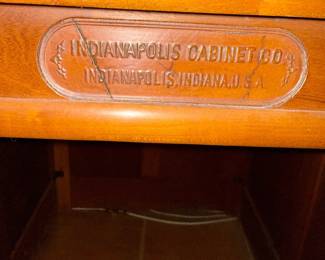 INDIANAPOLIS CABINET CO
INDIANAPOLIS, INDIANA, U.S.A.